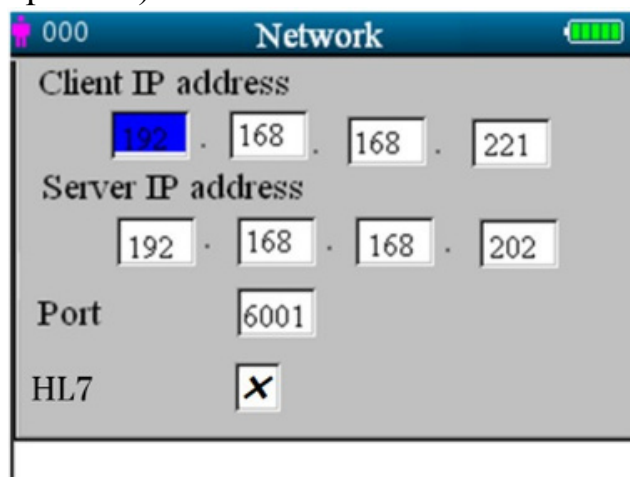 000 Network
Client IP address
192 . 168 . 168 . 221
Server IP address
192 . 168 . 168 . 202
Port 6001
HL7 ×